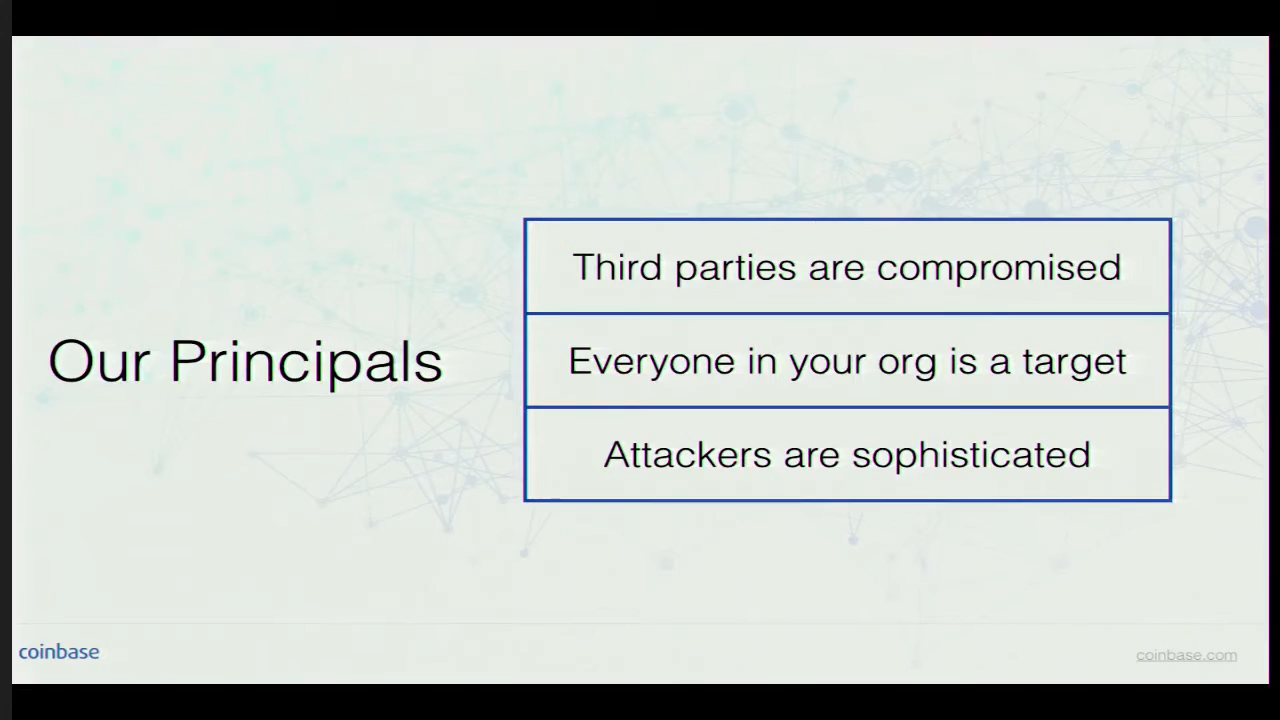 Our Principals
Third parties are compromised
Everyone in your org is a target
Attackers are sophisticated
coinbase
coinbase.com